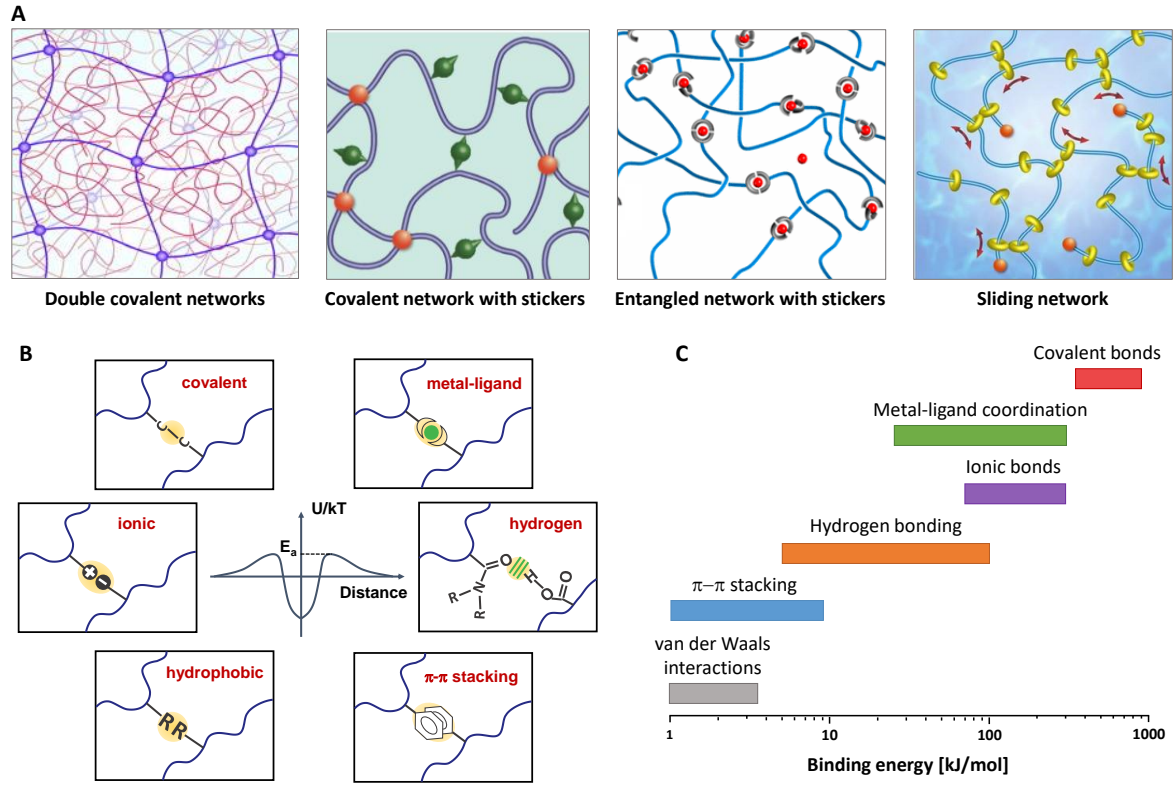 A
Double covalent networks
Covalent network with stickers
Entangled network with stickers
Sliding network
B
covalent
C
C
metal-ligand
ionic
+
−
U/kT
Eₐ
Distance
hydrogen
O
N
R
R
H
O
O
hydrophobic
RR
π-π stacking
C
Covalent bonds
Metal-ligand coordination
Ionic bonds
Hydrogen bonding
π−π stacking
van der Waals
interactions
1
10
100
1000
Binding energy [kJ/mol]